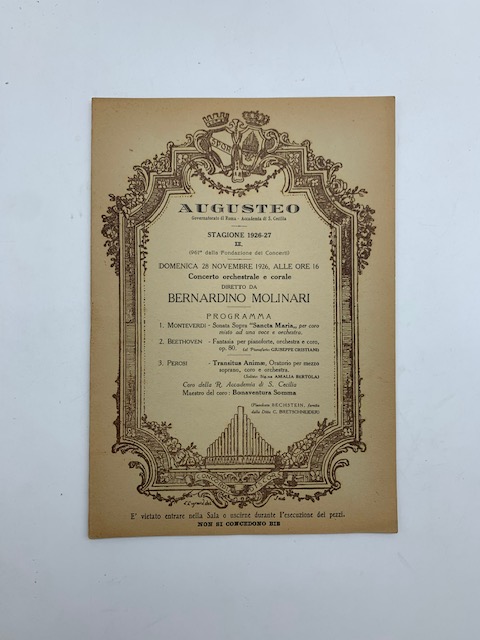 SPQR
AUGUSTEO
Governatorato di Roma - Accademia di S. Cecilia
STAGIONE 1926-27
IX.
(961º dalla Fondazione dei Concerti)
DOMENICA 28 NOVEMBRE 1926, ALLE ORE 16
Concerto orchestrale e corale
DIRETTO DA
BERNARDINO MOLINARI
PROGRAMMA
1. MONTEVERDI - Sonata Sopra "Sancta Maria„ per coro
misto ad una voce e orchestra.
2. BEETHOVEN - Fantasia per pianoforte, orchestra e coro,
op. 80. (al Pianoforte GIUSEPPE CRISTIANI)
3. PEROSI - Transitus Animæ, Oratorio per mezzo
soprano, coro e orchestra.
(Solista: Sig.na AMALIA BERTOLA)
Coro della R. Accademia di S. Cecilia
Maestro del coro: Bonaventura Somma
(Pianoforte BECHSTEIN, fornito
dalla Ditta C. BRETSCHNEIDER)
E' vietato entrare nella Sala o uscirne durante l'esecuzione dei pezzi.
NON SI CONCEDONO BIS